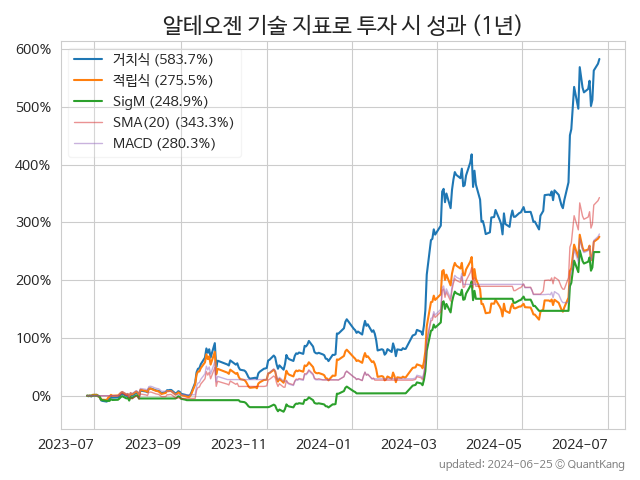 알테오젠 기술 지표로 투자 시 성과 (1년)
600%
500%
400%
300%
200%
100%
0%
거치식 (583.7%)
적립식 (275.5%)
SigM (248.9%)
SMA(20) (343.3%)
MACD (280.3%)
2023-07 2023-09 2023-11 2024-01 2024-03 2024-05 2024-07
updated: 2024-06-25 ⓒ QuantKang